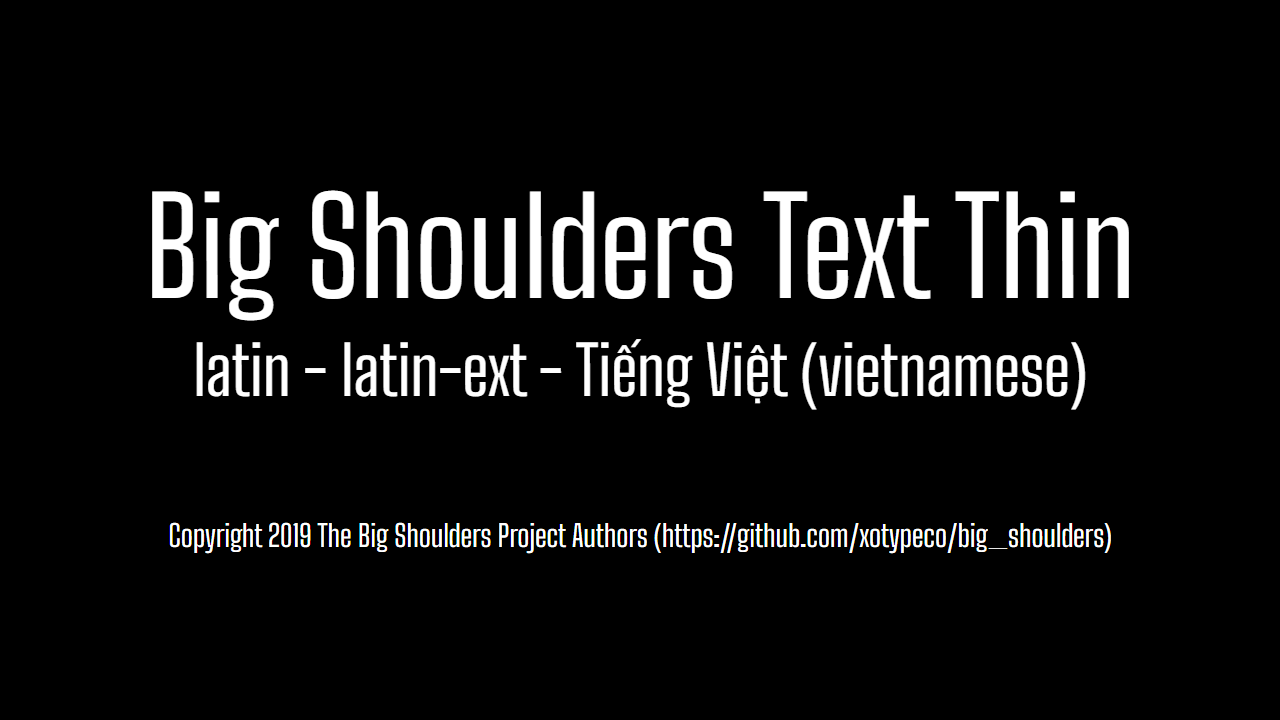 Big Shoulders Text Thin
latin - latin-ext - Tiếng Việt (vietnamese)
Copyright 2019 The Big Shoulders Project Authors (https://github.com/xotypeco/big_shoulders)